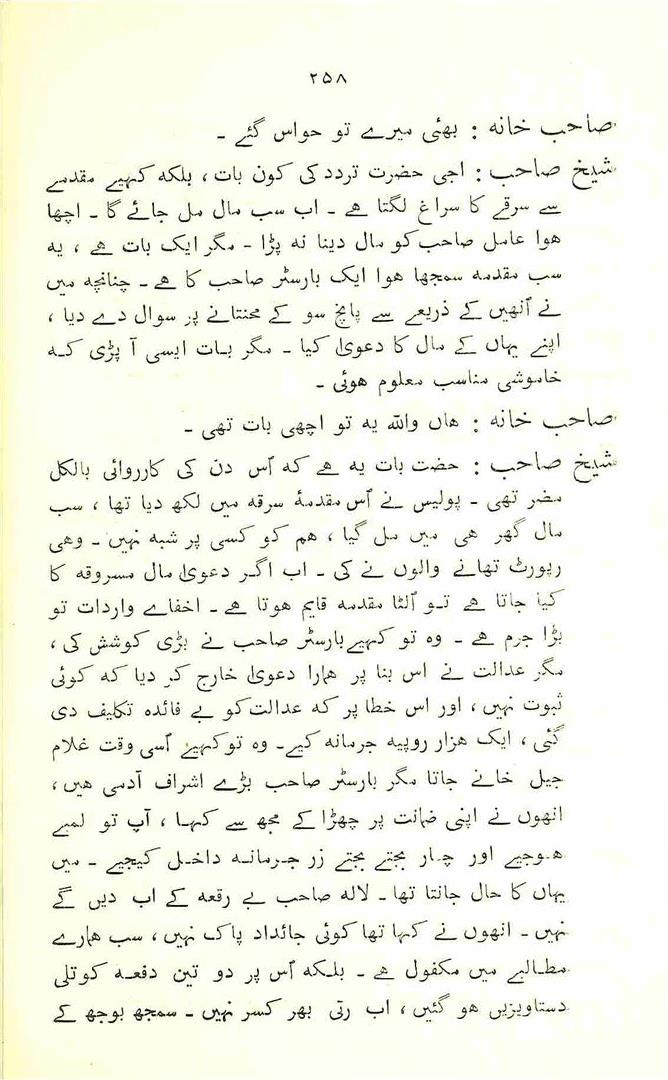 ۲۵۸
صاحب خانہ : بھئی میرے تو حواس گئے ۔
شیخ صاحب : اجی حضرت تردد کی کون بات ، بلکہ کہیے مقدمے
سے سرقے کا سراغ لگتا ہے ۔ اب سب مال مل جائے گا ۔ اچھا
ہوا عامل صاحب کو مال دینا نہ پڑا ۔ مگر ایک بات ہے ، یہ
سب مقدمہ سمجھا ہوا ایک بارسٹر صاحب کا ہے ۔ چنانچہ میں
نے اُنھیں کے ذریعے سے پانچ سو کے محنتانے پر سوال دے دیا ،
اپنے یہاں کے مال کا دعویٰ کیا ۔ مگر بات ایسی آ پڑی کہ
خاموشی مناسب معلوم ہوئی ۔
صاحب خانہ : ہاں واللہ یہ تو اچھی بات تھی ۔
شیخ صاحب : حضت بات یہ ہے کہ اُس دن کی کارروائی بالکل
مضر تھی ۔ پولیس نے اُس مقدمۂ سرقہ میں لکھ دیا تھا ، سب
مال گھر ہی میں مل گیا ، ہم کو کسی پر شبہ نہیں ۔ وہی
رپورٹ تھانے والوں نے کی ۔ اب اگر دعویٰ مال مسروقہ کا
کیا جاتا ہے تو اُلٹا مقدمہ قایم ہوتا ہے ۔ اخفاے واردات تو
بڑا جرم ہے ۔ وہ تو کہیے بارسٹر صاحب نے بڑی کوشش کی ،
مگر عدالت نے اس بنا پر ہمارا دعویٰ خارج کر دیا کہ کوئی
ثبوت نہیں ، اور اس خطا پر کہ عدالت کو بے فائدہ تکلیف دی
گئی ، ایک ہزار روپیہ جرمانہ کیے ۔ وہ تو کہیے اُسی وقت غلام
جیل خانے جاتا مگر بارسٹر صاحب بڑے اشراف آدمی ہیں ،
انھوں نے اپنی ضمانت پر چھڑا کے مجھ سے کہا ، آپ تو لمبے
ہوجیے اور چار بجتے بجتے زر جرمانہ داخل کیجیے ۔ میں
یہاں کا حال جانتا تھا ۔ لالہ صاحب بے رقعہ کے اب دیں گے
نہیں ۔ انھوں نے کہا تھا کوئی جائداد پاک نہیں ، سب ہمارے
مطالبے میں مکفول ہے ۔ بلکہ اُس پر دو تین دفعہ کوتلی
دستاویزیں ہو گئیں ، اب رتی بھر کسر نہیں ۔ سمجھ بوجھ کے